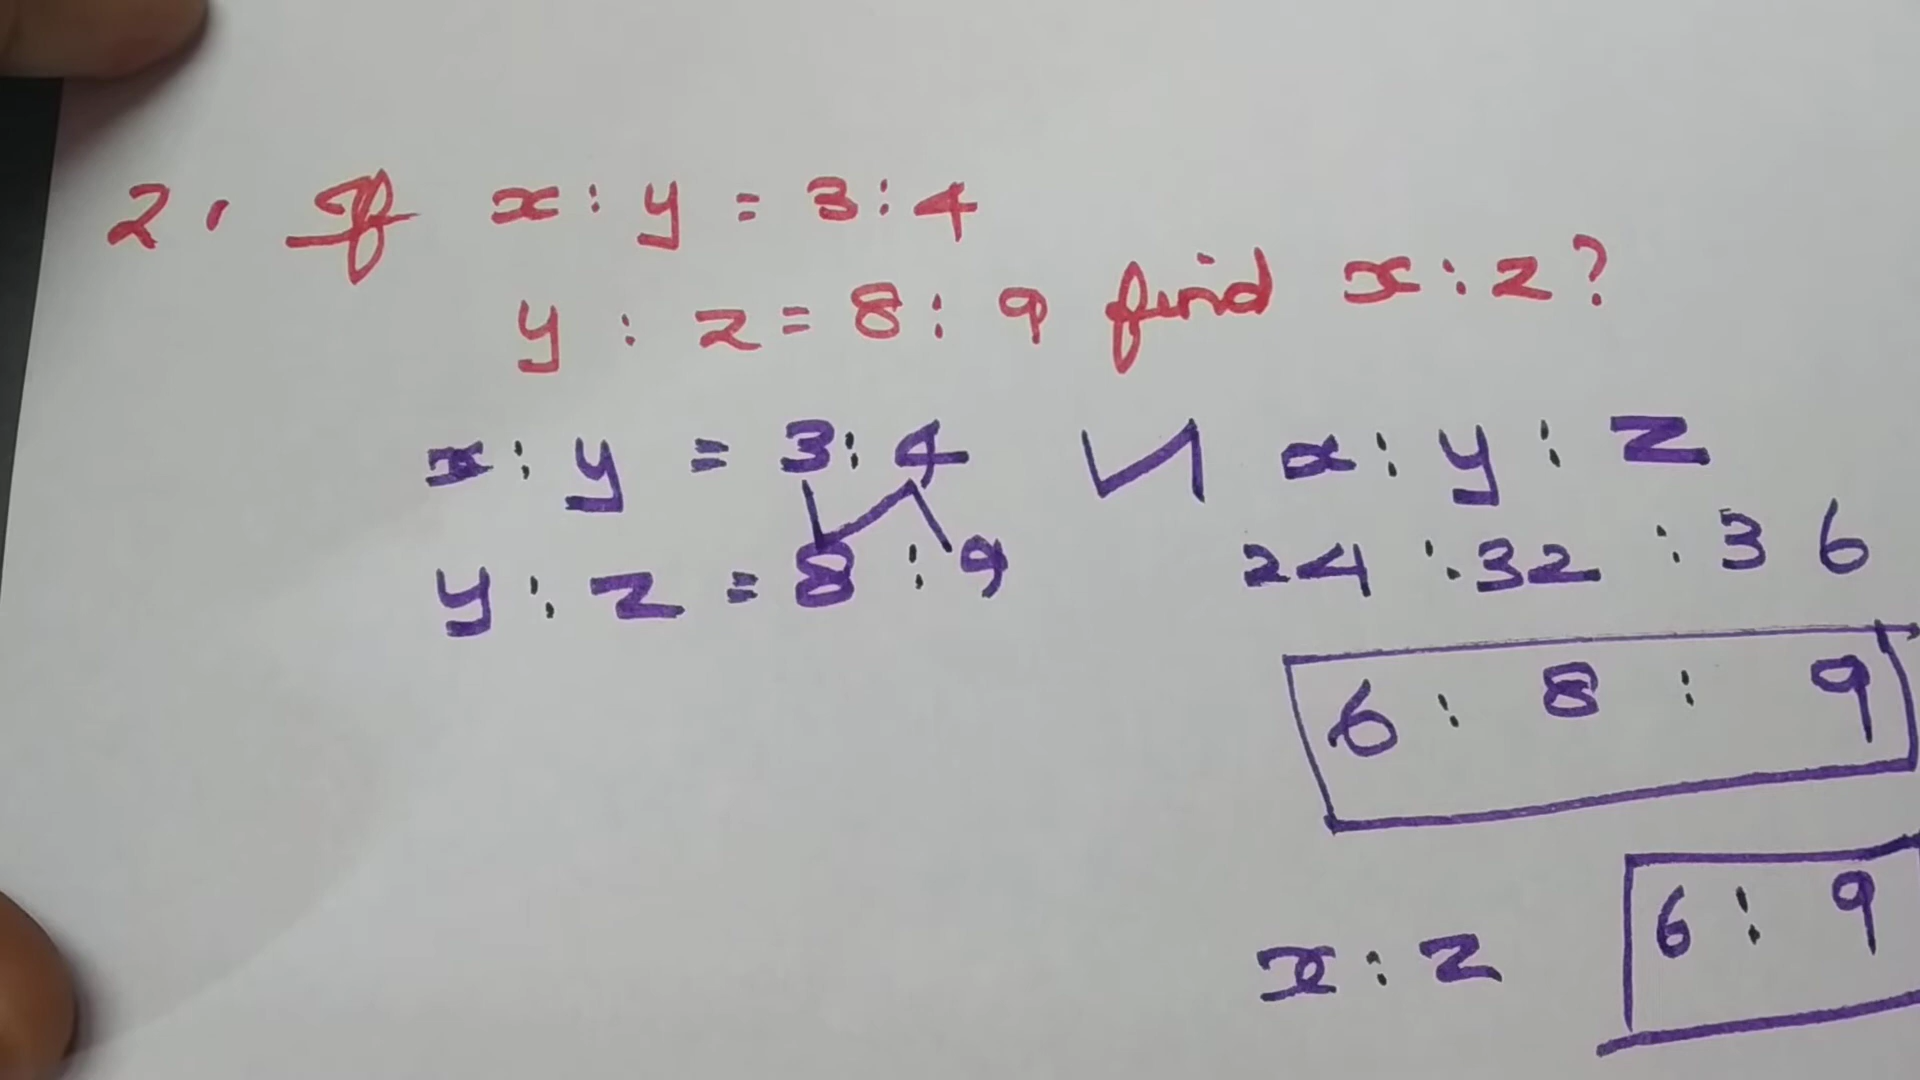 2. If x : y = 3 : 4
y : z = 8 : 9 find x : z ?
x : y = 3 : 4
y : z = 8 : 9
x : y : z
24 : 32 : 36
6 : 8 : 9
x : z 6 : 9